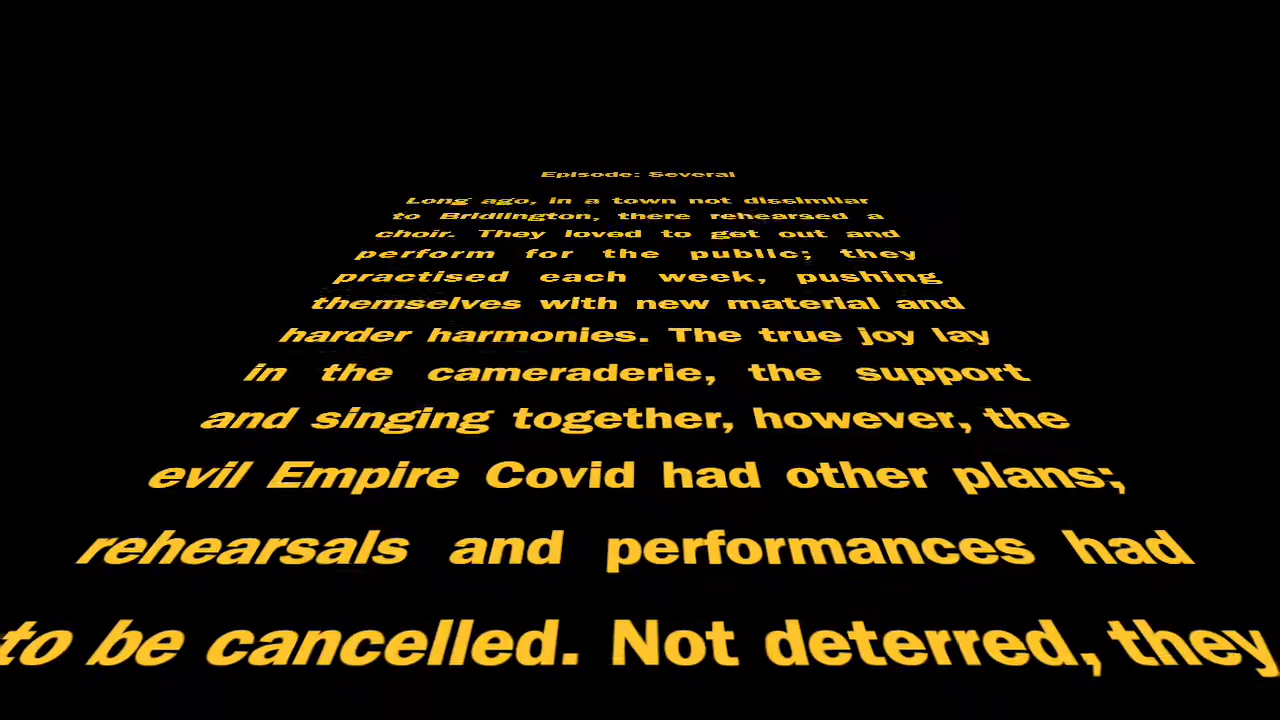 Episode: Several
Long ago, in a town not dissimilar
to Bridlington, there rehearsed a
choir. They loved to get out and
perform for the public; they
practised each week, pushing
themselves with new material and
harder harmonies. The true joy lay
in the cameraderie, the support
and singing together, however, the
evil Empire Covid had other plans;
rehearsals and performances had
to be cancelled. Not deterred, they